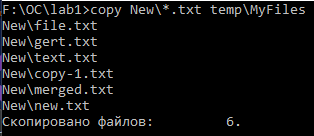 F:\OC\lab1>copy New\*.txt temp\MyFiles
New\file.txt
New\gert.txt
New\text.txt
New\copy-1.txt
New\merged.txt
New\new.txt
Скопировано файлов:         6.